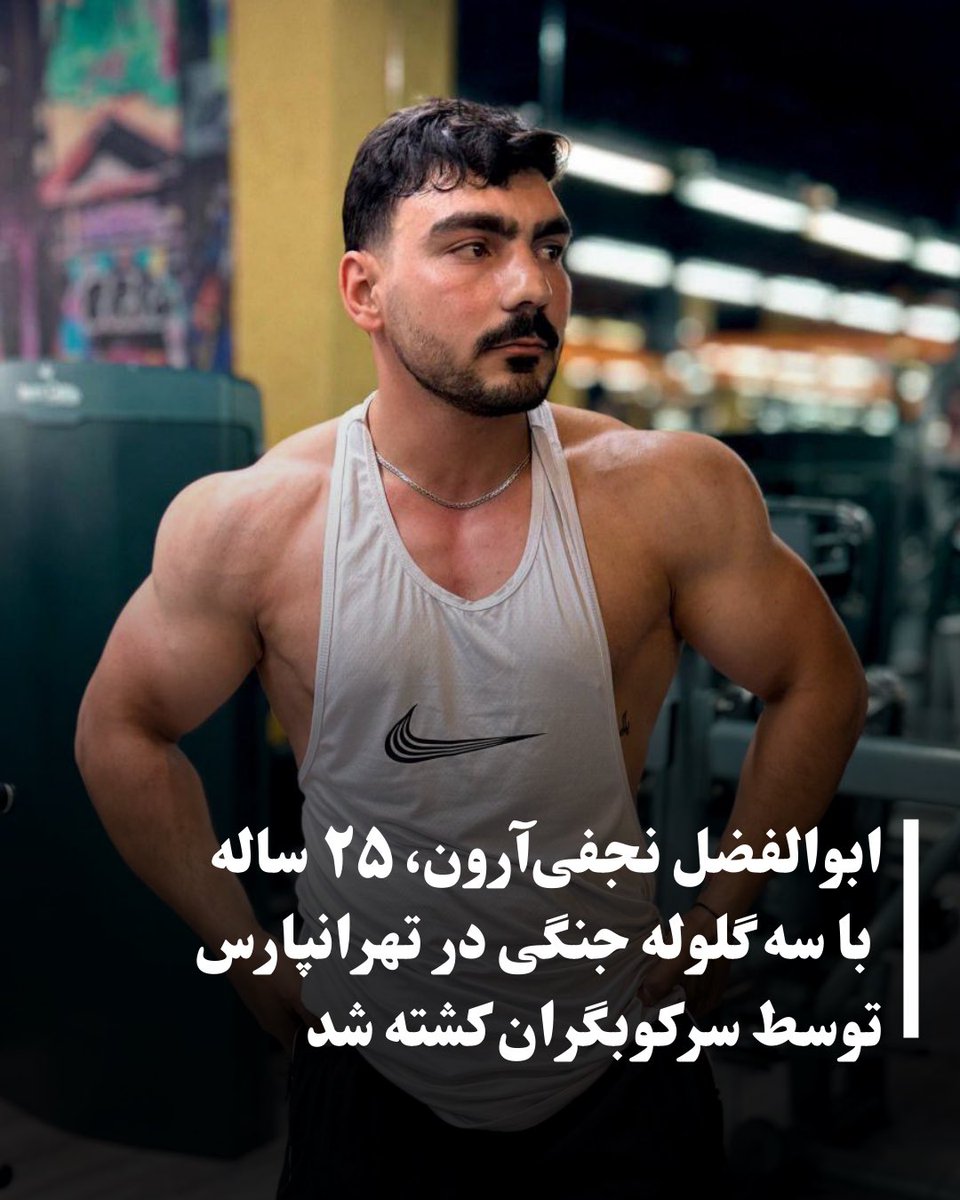 ابوالفضل نجفی‌آرون، ۲۵ ساله
با سه گلوله جنگی در تهرانپارس
توسط سرکوبگران کشته شد